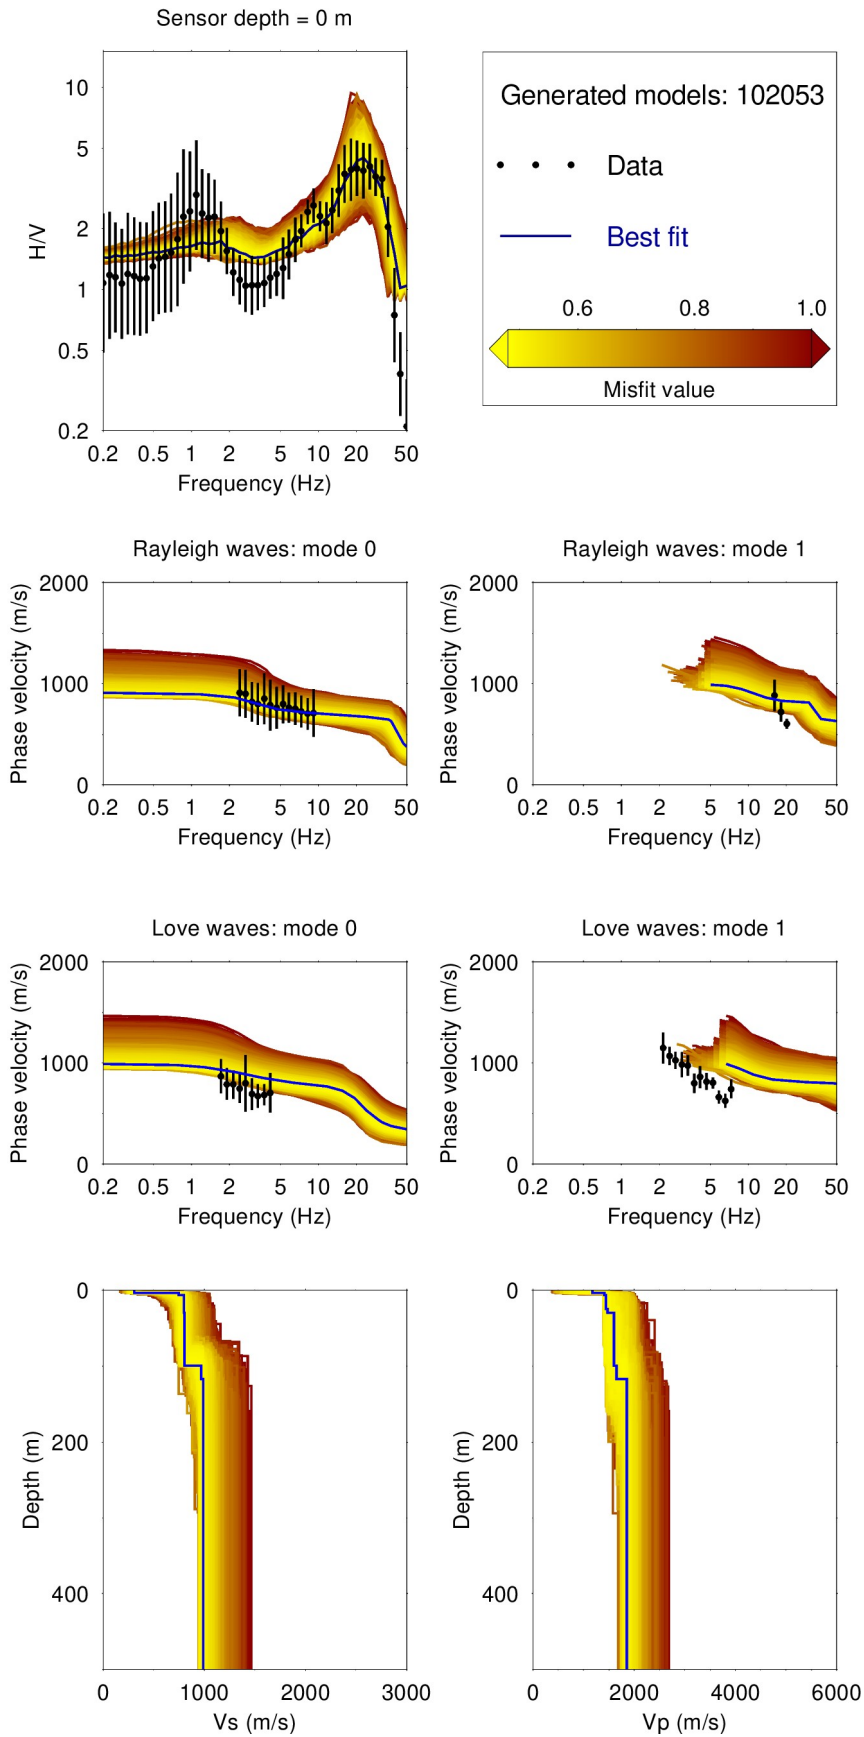 Sensor depth = 0 m
10
5
2
1
0.5
0.2
H/V
0.2 0.5 1 2 5 10 20 50
Frequency (Hz)
Generated models: 102053
Data
Best fit
0.6 0.8 1.0
Misfit value
Rayleigh waves: mode 0
2000
1000
0
Phase velocity (m/s)
0.2 0.5 1 2 5 10 20 50
Frequency (Hz)
Rayleigh waves: mode 1
2000
1000
0
Phase velocity (m/s)
0.2 0.5 1 2 5 10 20 50
Frequency (Hz)
Love waves: mode 0
2000
1000
0
Phase velocity (m/s)
0.2 0.5 1 2 5 10 20 50
Frequency (Hz)
Love waves: mode 1
2000
1000
0
Phase velocity (m/s)
0.2 0.5 1 2 5 10 20 50
Frequency (Hz)
0
200
400
Depth (m)
0 1000 2000 3000
Vs (m/s)
0
200
400
Depth (m)
0 2000 4000 6000
Vp (m/s)